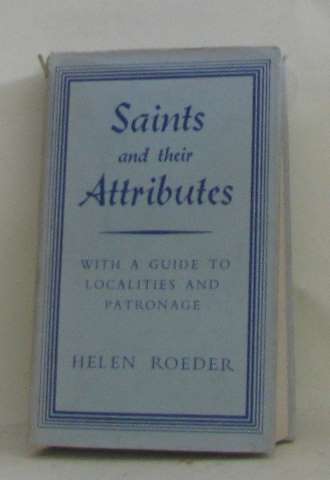 Saints
and their
Attributes
WITH A GUIDE TO
LOCALITIES AND
PATRONAGE
HELEN ROEDER